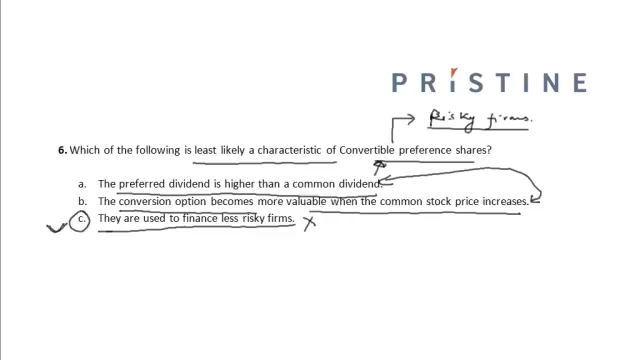 PRISTINE
Risky firms.
6. Which of the following is least likely a characteristic of Convertible preference shares?
a. The preferred dividend is higher than a common dividend.
b. The conversion option becomes more valuable when the common stock price increases.
c. They are used to finance less risky firms.